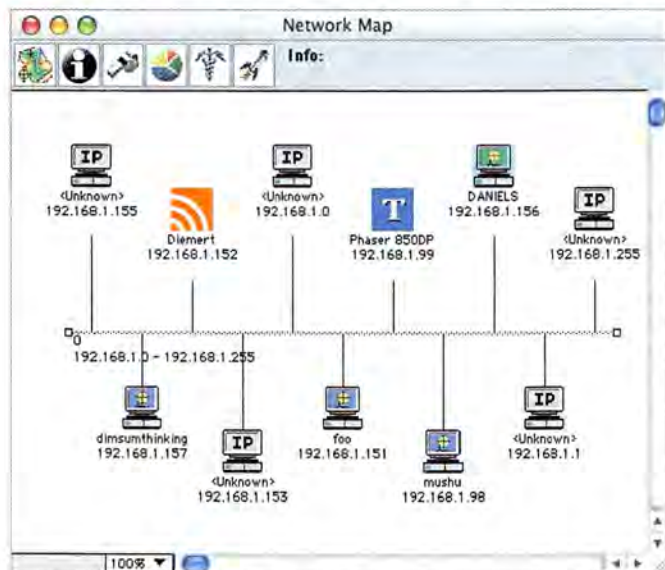 Network Map
Info:
IP
<Unknown>
192.168.1.155
Diemert
192.168.1.152
IP
<Unknown>
192.168.1.0
T
Phaser 850DP
192.168.1.99
DANIELS
192.168.1.156
IP
<Unknown>
192.168.1.255
0
192.168.1.0 - 192.168.1.255
dimsumthinking
192.168.1.157
IP
<Unknown>
192.168.1.153
foo
192.168.1.151
mushu
192.168.1.98
IP
<Unknown>
192.168.1.1
100%